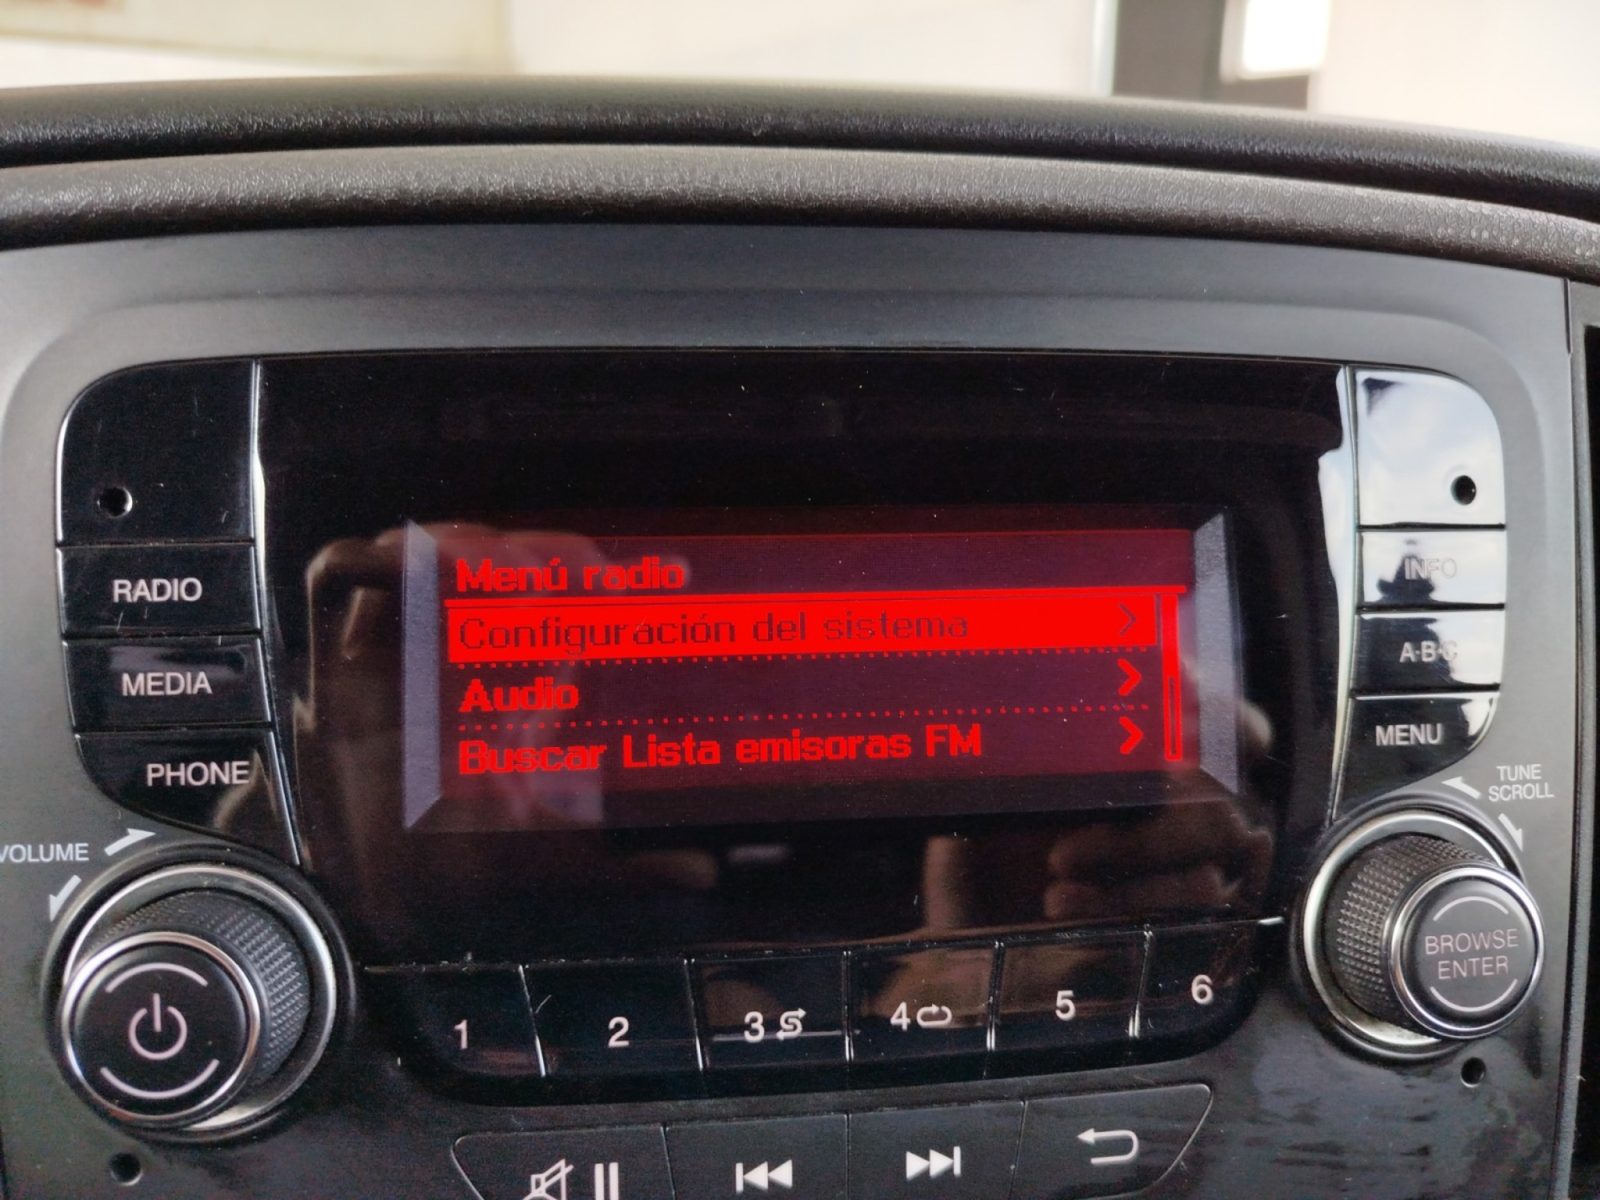 Menú radio
Configuración del sistema
Audio
Buscar Lista emisoras FM
RADIO
MEDIA
PHONE
VOLUME
INFO
A·B·C
MENU
TUNE
SCROLL
BROWSE
ENTER
1 2 3 4 5 6